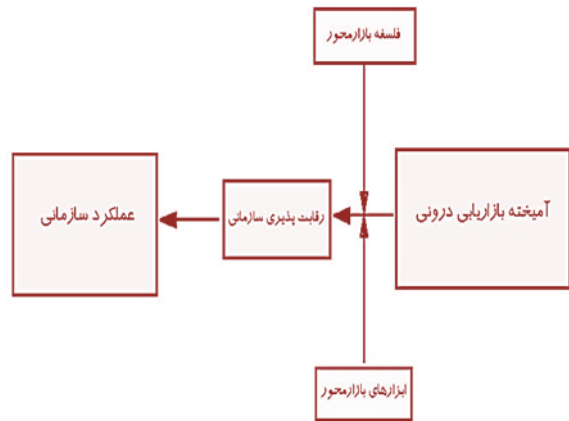 فلسفه بازارمحور
آمیخته بازاریابی درونی
رقابت پذیری سازمانی
عملکرد سازمانی
ابزارهای بازارمحور